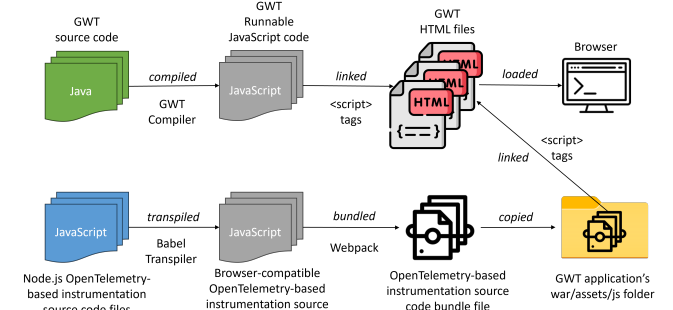 GWT
source code
GWT
Runnable
JavaScript code
GWT
HTML files
Browser
Java
compiled
GWT
Compiler
JavaScript
linked
<script>
tags
HTML
HTML
HTML
{==}
loaded
>_
linked
<script>
tags
JavaScript
transpiled
Babel
Transpiler
JavaScript
bundled
Webpack
copied
Node.js OpenTelemetry-
based instrumentation
source code files
Browser-compatible
OpenTelemetry-based
instrumentation source
OpenTelemetry-based
instrumentation source
code bundle file
GWT application's
war/assets/js folder